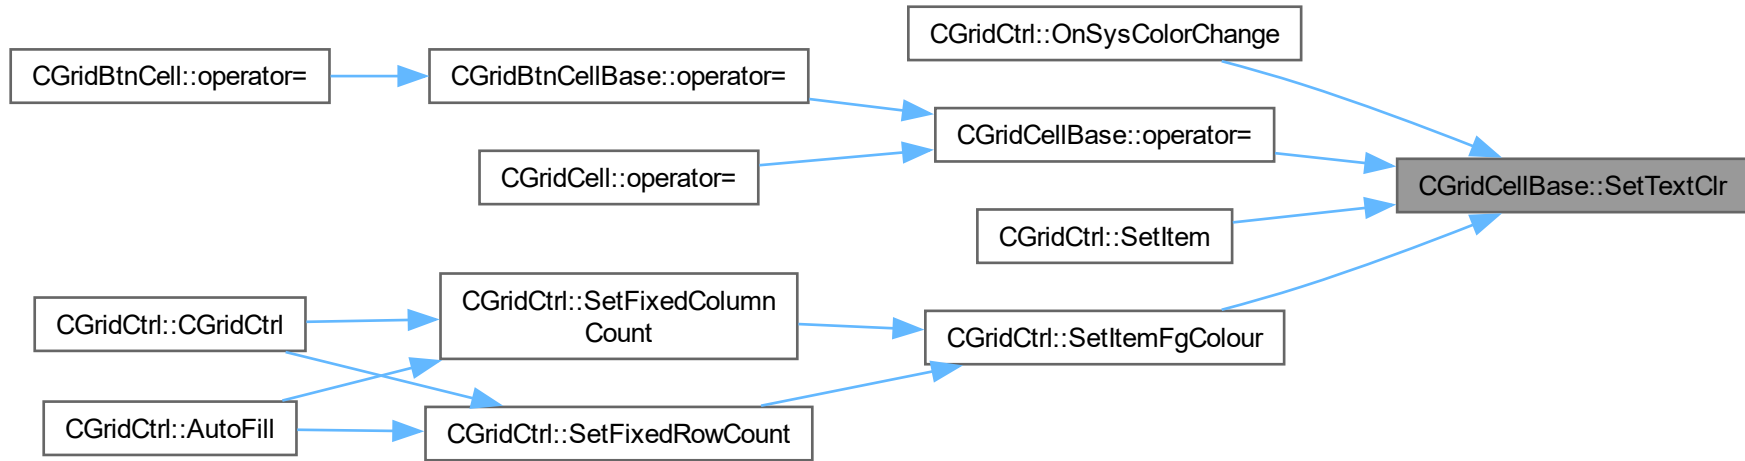 CGridCtrl::OnSysColorChange
CGridBtnCell::operator=
CGridBtnCellBase::operator=
CGridCellBase::operator=
CGridCell::operator=
CGridCellBase::SetTextClr
CGridCtrl::SetItem
CGridCtrl::SetFixedColumn
Count
CGridCtrl::CGridCtrl
CGridCtrl::SetItemFgColour
CGridCtrl::AutoFill
CGridCtrl::SetFixedRowCount